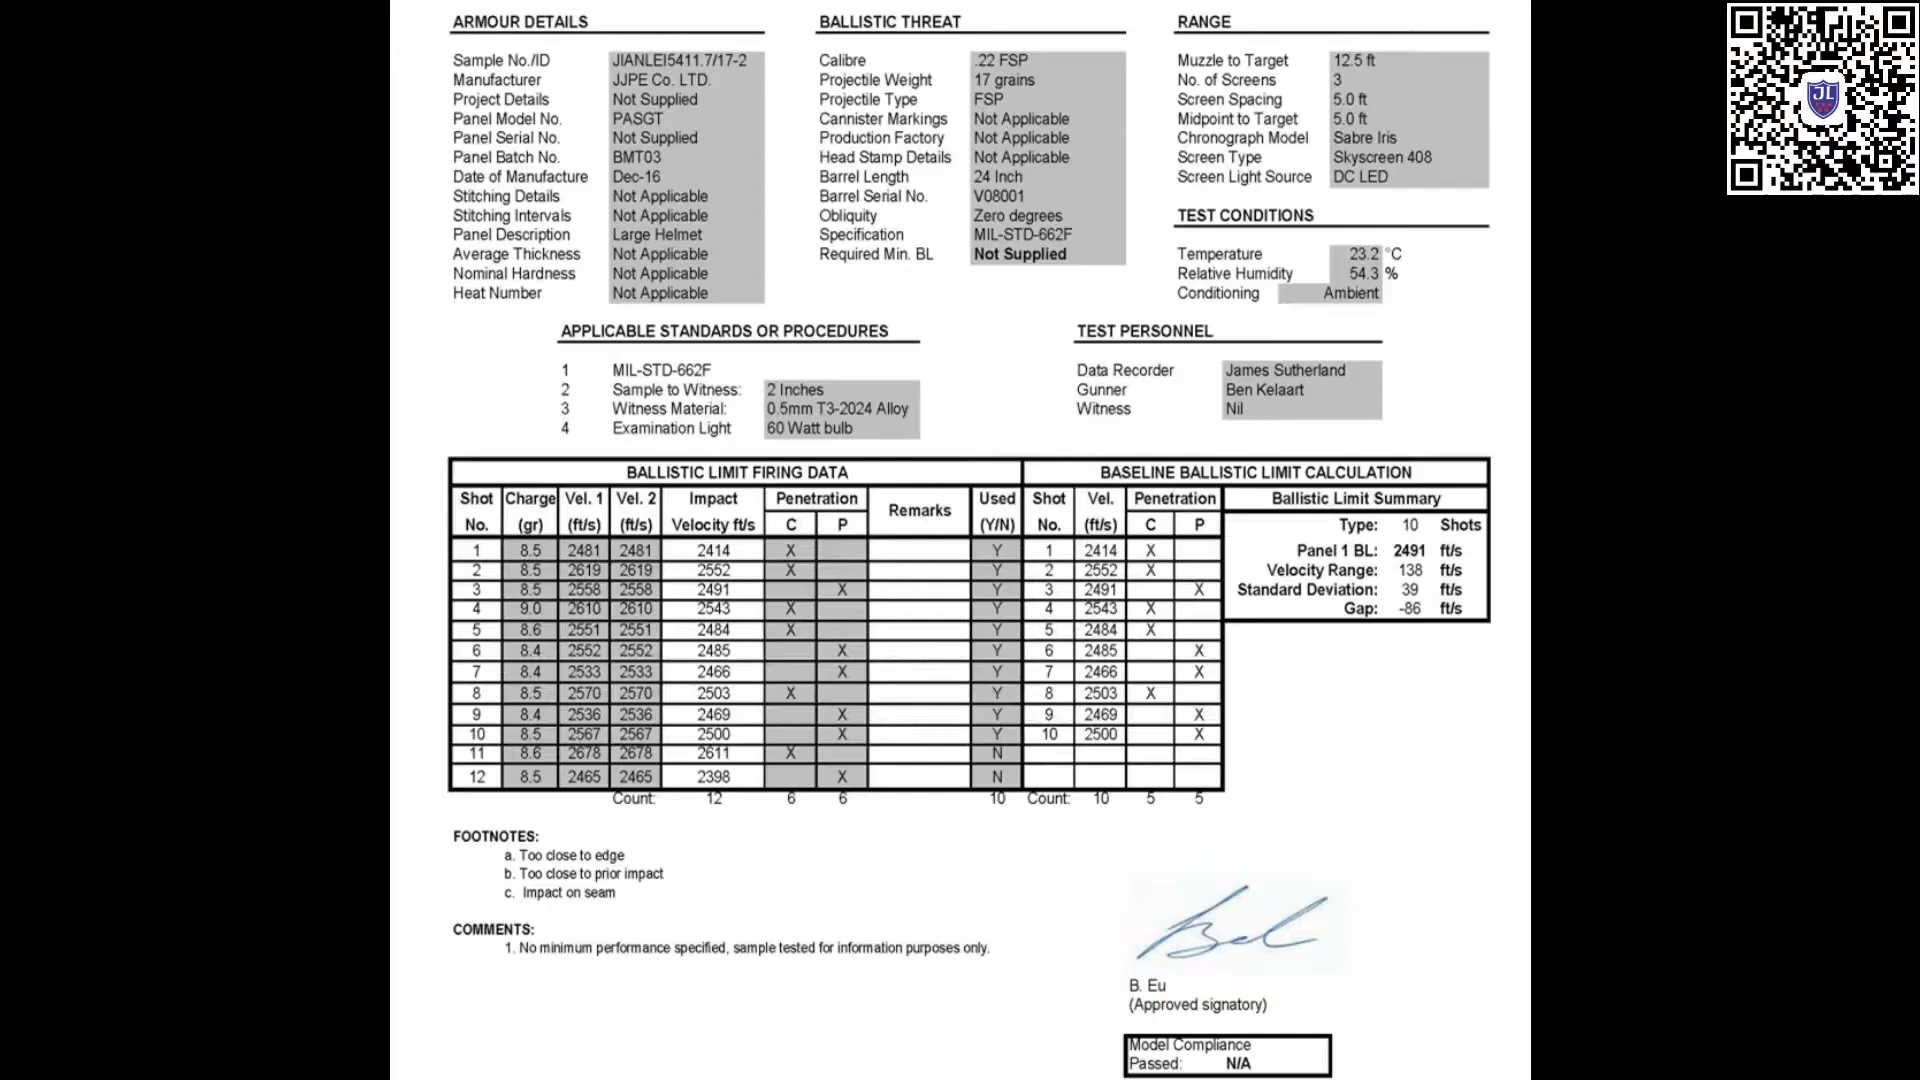 ARMOUR DETAILS
Sample No./ID JIANLEI5411.7/17-2
Manufacturer JJPE Co. LTD.
Project Details Not Supplied
Panel Model No. PASGT
Panel Serial No. Not Supplied
Panel Batch No. BMT03
Date of Manufacture Dec-16
Stitching Details Not Applicable
Stitching Intervals Not Applicable
Panel Description Large Helmet
Average Thickness Not Applicable
Nominal Hardness Not Applicable
Heat Number Not Applicable
BALLISTIC THREAT
Calibre .22 FSP
Projectile Weight 17 grains
Projectile Type FSP
Cannister Markings Not Applicable
Production Factory Not Applicable
Head Stamp Details Not Applicable
Barrel Length 24 Inch
Barrel Serial No. V08001
Obliquity Zero degrees
Specification MIL-STD-662F
Required Min. BL Not Supplied
RANGE
Muzzle to Target 12.5 ft
No. of Screens 3
Screen Spacing 5.0 ft
Midpoint to Target 5.0 ft
Chronograph Model Sabre Iris
Screen Type Skyscreen 408
Screen Light Source DC LED
TEST CONDITIONS
Temperature 23.2 °C
Relative Humidity 54.3 %
Conditioning Ambient
APPLICABLE STANDARDS OR PROCEDURES
1 MIL-STD-662F
2 Sample to Witness: 2 Inches
3 Witness Material: 0.5mm T3-2024 Alloy
4 Examination Light 60 Watt bulb
TEST PERSONNEL
Data Recorder James Sutherland
Gunner Ben Kelaart
Witness Nil
BALLISTIC LIMIT FIRING DATA
Shot Charge Vel. 1 Vel. 2 Impact Penetration Remarks Used
No. (gr) (ft/s) (ft/s) Velocity ft/s C P (Y/N)
1 8.5 2481 2481 2414 X Y
2 8.5 2619 2619 2552 X Y
3 8.5 2558 2558 2491 X Y
4 9.0 2610 2610 2543 X Y
5 8.6 2551 2551 2484 X Y
6 8.4 2552 2552 2485 X Y
7 8.4 2533 2533 2466 X Y
8 8.5 2570 2570 2503 X Y
9 8.4 2536 2536 2469 X Y
10 8.5 2567 2567 2500 X Y
11 8.6 2678 2678 2611 X N
12 8.5 2465 2465 2398 X N
Count: 12 6 6 10
BASELINE BALLISTIC LIMIT CALCULATION
Shot Vel. Penetration
No. (ft/s) C P
1 2414 X
2 2552 X
3 2491 X
4 2543 X
5 2484 X
6 2485 X
7 2466 X
8 2503 X
9 2469 X
10 2500 X
Count: 10 5 5
Ballistic Limit Summary
Type: 10 Shots
Panel 1 BL: 2491 ft/s
Velocity Range: 138 ft/s
Standard Deviation: 39 ft/s
Gap: -86 ft/s
FOOTNOTES:
a. Too close to edge
b. Too close to prior impact
c. Impact on seam
COMMENTS:
1. No minimum performance specified, sample tested for information purposes only.
B. Eu
(Approved signatory)
Model Compliance
Passed: N/A
JL